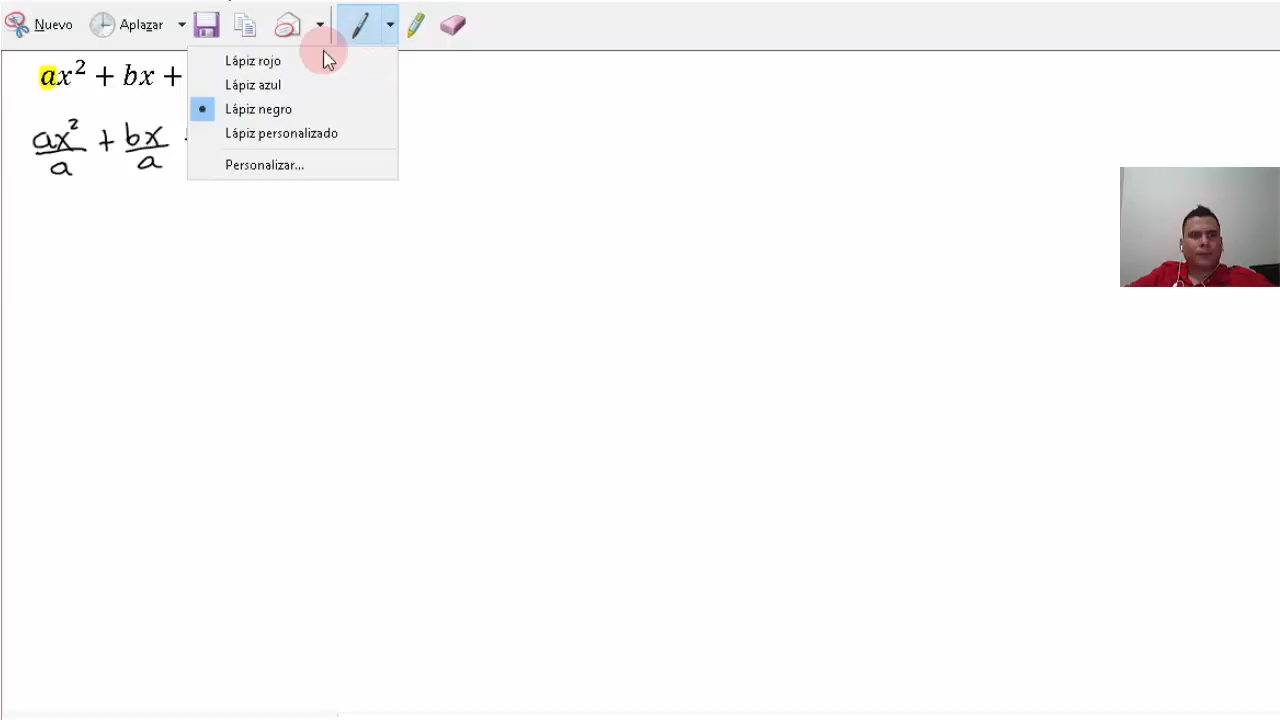 Nuevo Aplazar
Lápiz rojo
Lápiz azul
Lápiz negro
Lápiz personalizado
Personalizar...
ax² + bx +
ax²/a + bx/a